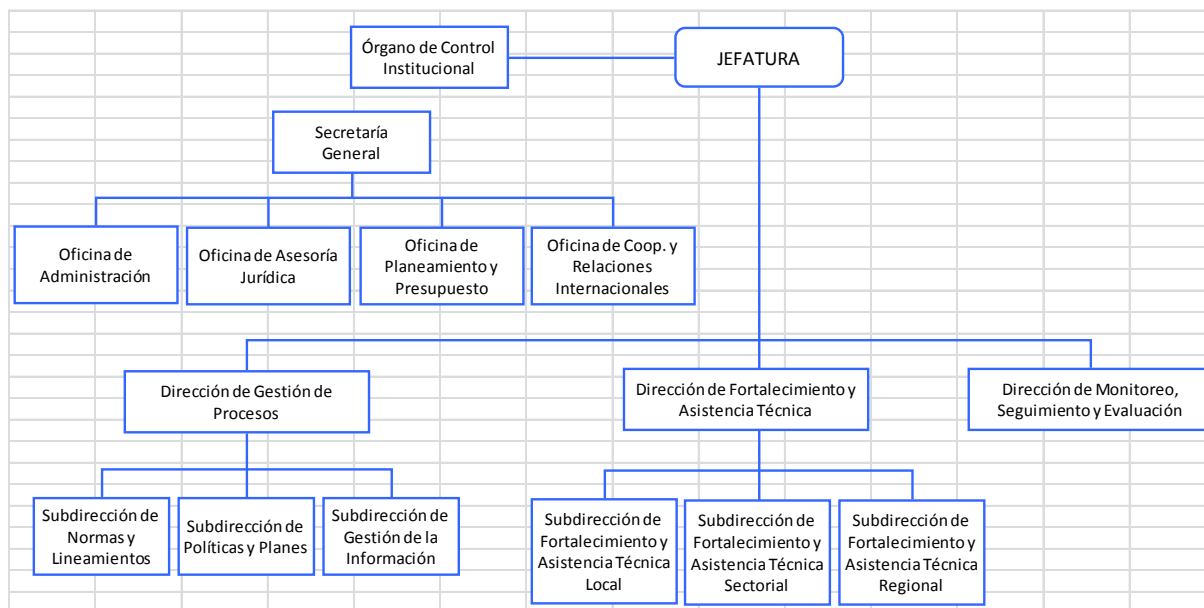 Órgano de Control
Institucional
JEFATURA
Secretaría
General
Oficina de
Administración
Oficina de Asesoría
Jurídica
Oficina de
Planeamiento y
Presupuesto
Oficina de Coop. y
Relaciones
Internacionales
Dirección de Gestión de
Procesos
Dirección de Fortalecimiento y
Asistencia Técnica
Dirección de Monitoreo,
Seguimiento y Evaluación
Subdirección de
Normas y
Lineamientos
Subdirección de
Políticas y Planes
Subdirección de
Gestión de la
Información
Subdirección de
Fortalecimiento y
Asistencia Técnica
Local
Subdirección de
Fortalecimiento y
Asistencia Técnica
Sectorial
Subdirección de
Fortalecimiento y
Asistencia Técnica
Regional